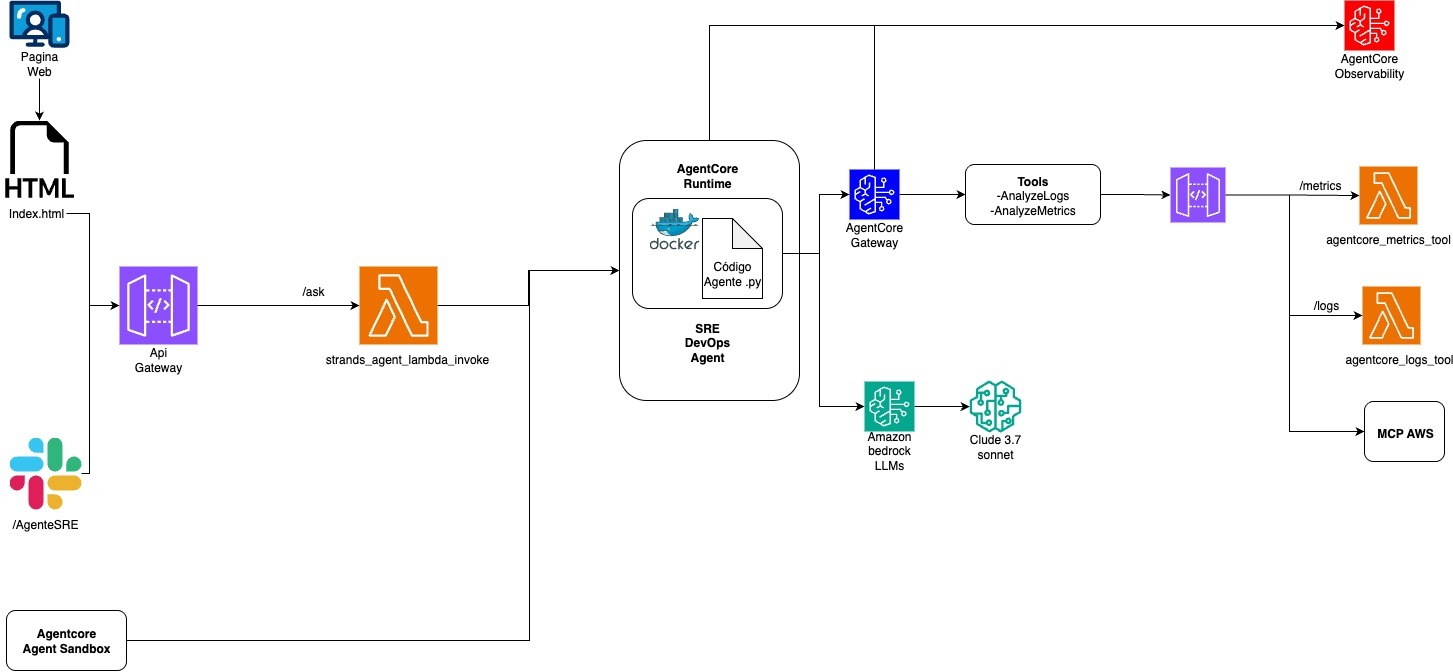 Pagina
Web
HTML
Index.html
Api
Gateway
/ask
strands_agent_lambda_invoke
/AgenteSRE
Agentcore
Agent Sandbox
AgentCore
Runtime
docker
Código
Agente .py
SRE
DevOps
Agent
AgentCore
Gateway
Tools
-AnalyzeLogs
-AnalyzeMetrics
Amazon
bedrock
LLMs
Clude 3.7
sonnet
AgentCore
Observability
/metrics
agentcore_metrics_tool
/logs
agentcore_logs_tool
MCP AWS